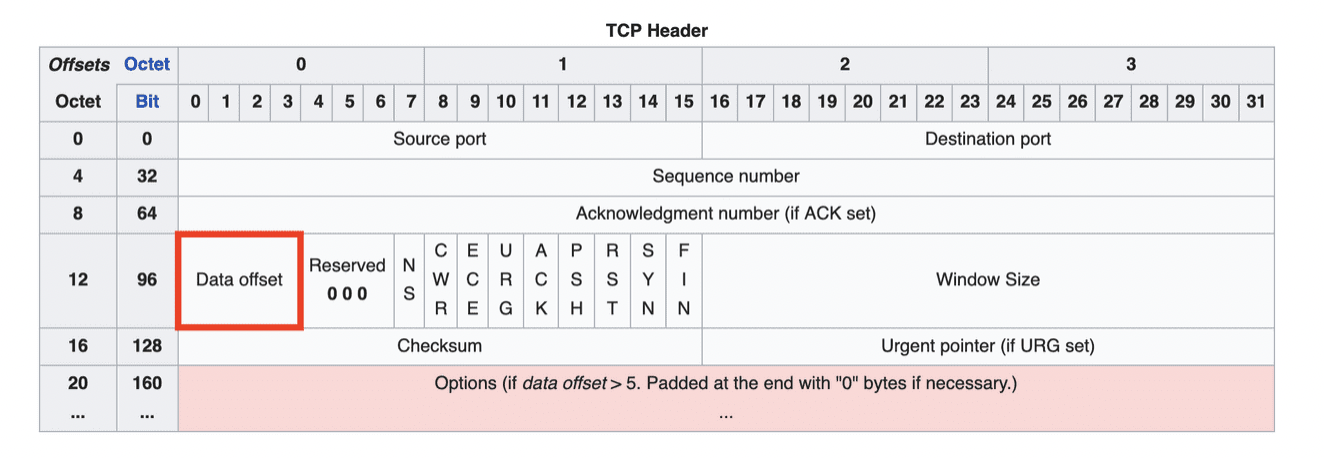 TCP Header
Offsets Octet 0 1 2 3
Octet Bit 0 1 2 3 4 5 6 7 8 9 10 11 12 13 14 15 16 17 18 19 20 21 22 23 24 25 26 27 28 29 30 31
0 0 Source port Destination port
4 32 Sequence number
8 64 Acknowledgment number (if ACK set)
12 96 Data offset Reserved 0 0 0 NS CWR ECE URG ACK PSH RST SYN FIN Window Size
16 128 Checksum Urgent pointer (if URG set)
20 160 Options (if data offset > 5. Padded at the end with "0" bytes if necessary.)
... ... ...